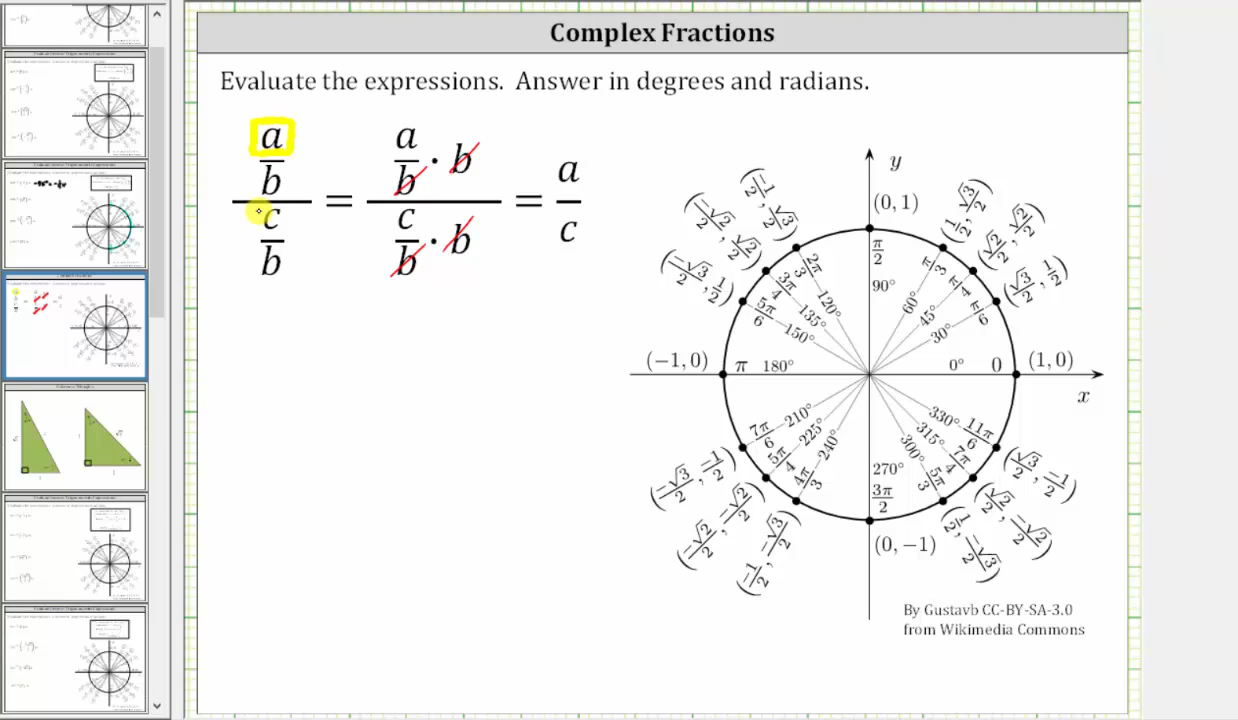 Complex Fractions
Evaluate the expressions. Answer in degrees and radians.
a/b / c/b = a/b · b / c/b · b = a/c
y
x
(0, 1)
π/2
90°
(1/2, √3/2)
π/3
60°
(√2/2, √2/2)
π/4
45°
(√3/2, 1/2)
π/6
30°
(−1/2, √3/2)
2π/3
120°
(−√2/2, √2/2)
3π/4
135°
(−√3/2, 1/2)
5π/6
150°
(−1, 0)
π 180°
0° 0
(1, 0)
(−√3/2, −1/2)
7π/6
210°
(−√2/2, −√2/2)
5π/4
225°
(−1/2, −√3/2)
4π/3
240°
270°
3π/2
(0, −1)
(1/2, −√3/2)
5π/3
300°
(√2/2, −√2/2)
7π/4
315°
(√3/2, −1/2)
11π/6
330°
By Gustavb CC-BY-SA-3.0
from Wikimedia Commons